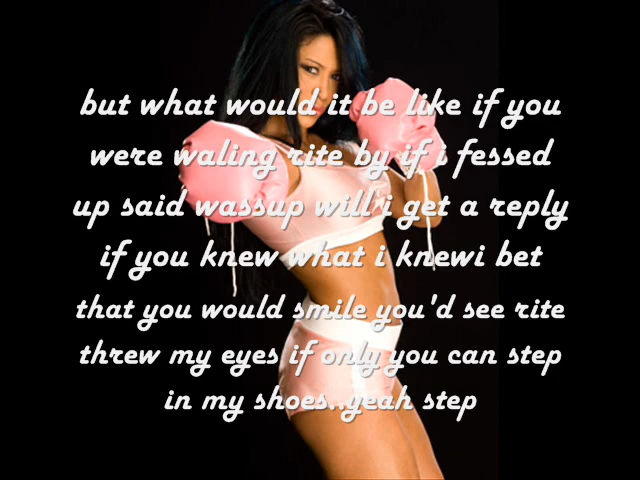 but what would it be like if you
were waling rite by if i fessed
up said wassup will i get a reply
if you knew what i knewi bet
that you would smile you'd see rite
threw my eyes if only you can step
in my shoes..yeah step